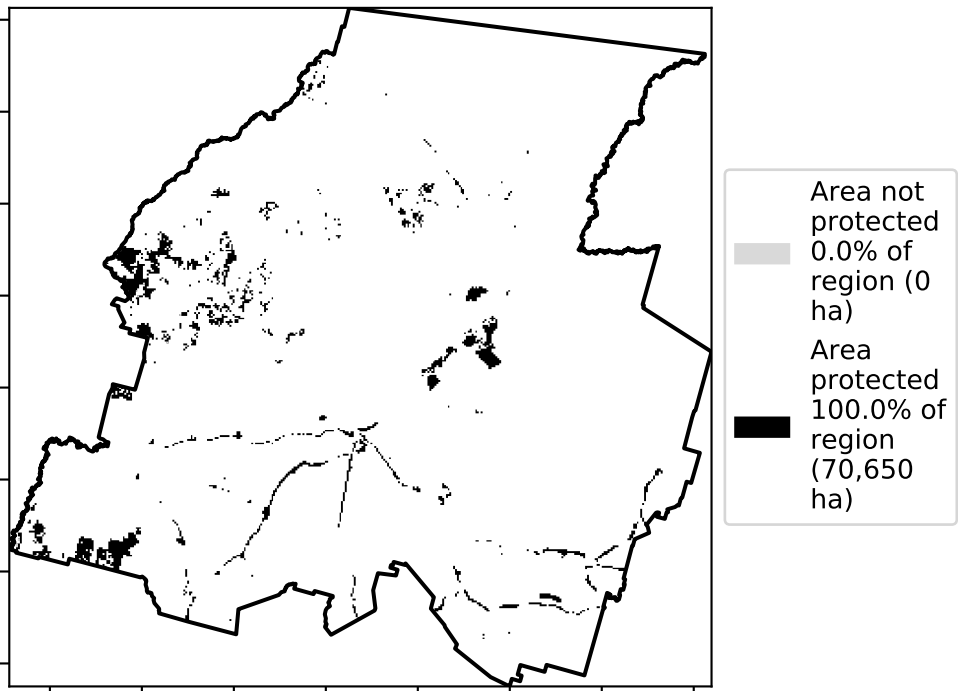 Area not
protected
0.0% of
region (0
ha)
Area
protected
100.0% of
region
(70,650
ha)